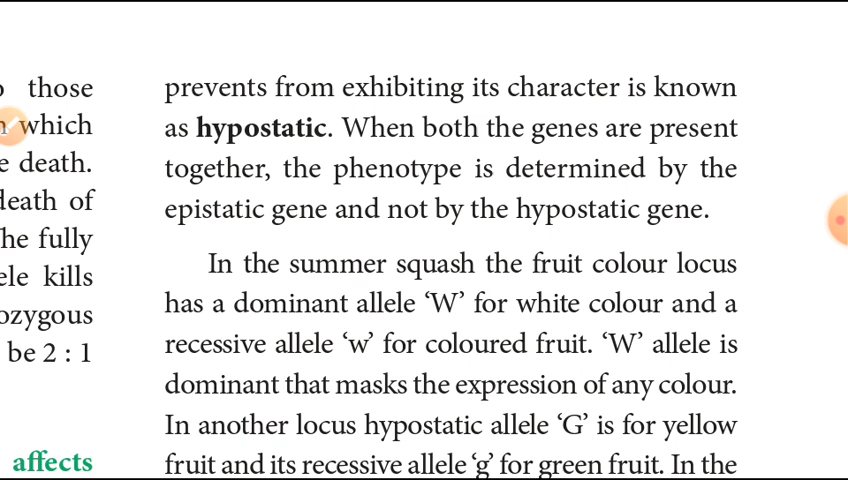 those
which
death.
death of
fully
kills
be 2 : 1
affects
prevents from exhibiting its character is known
as hypostatic. When both the genes are present
together, the phenotype is determined by the
epistatic gene and not by the hypostatic gene.
In the summer squash the fruit colour locus
has a dominant allele ‘W’ for white colour and a
recessive allele ‘w’ for coloured fruit. ‘W’ allele is
dominant that masks the expression of any colour.
In another locus hypostatic allele ‘G’ is for yellow
fruit and its recessive allele ‘g’ for green fruit. In the